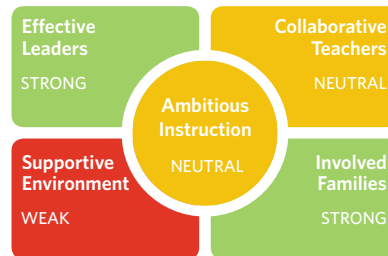 Effective
Leaders
STRONG
Collaborative
Teachers
NEUTRAL
Ambitious
Instruction
NEUTRAL
Supportive
Environment
WEAK
Involved
Families
STRONG